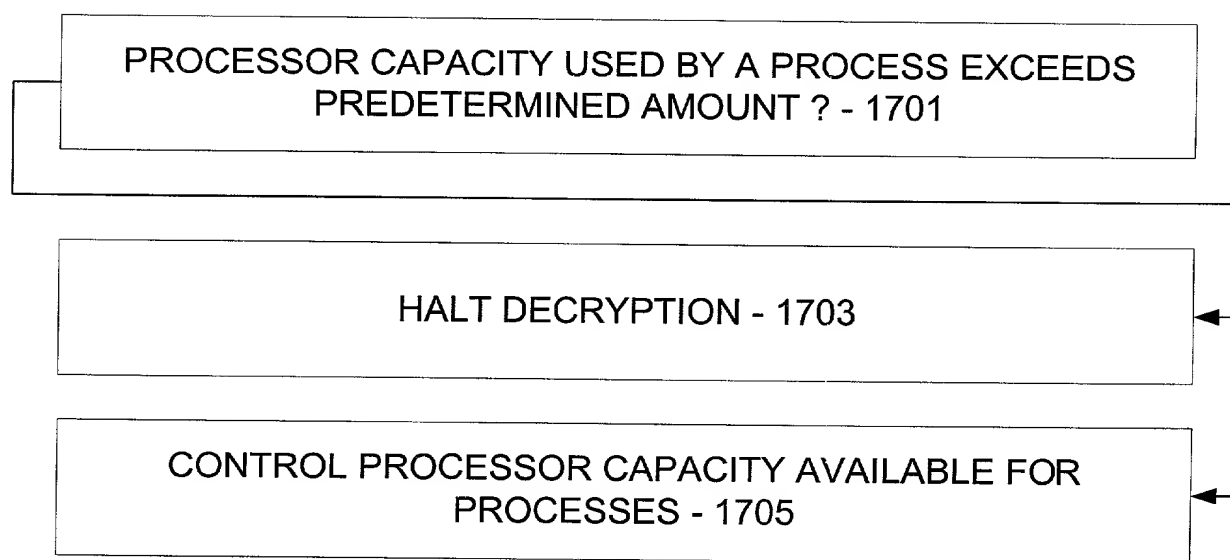 PROCESSOR CAPACITY USED BY A PROCESS EXCEEDS
PREDETERMINED AMOUNT ? - 1701
HALT DECRYPTION - 1703
CONTROL PROCESSOR CAPACITY AVAILABLE FOR
PROCESSES - 1705